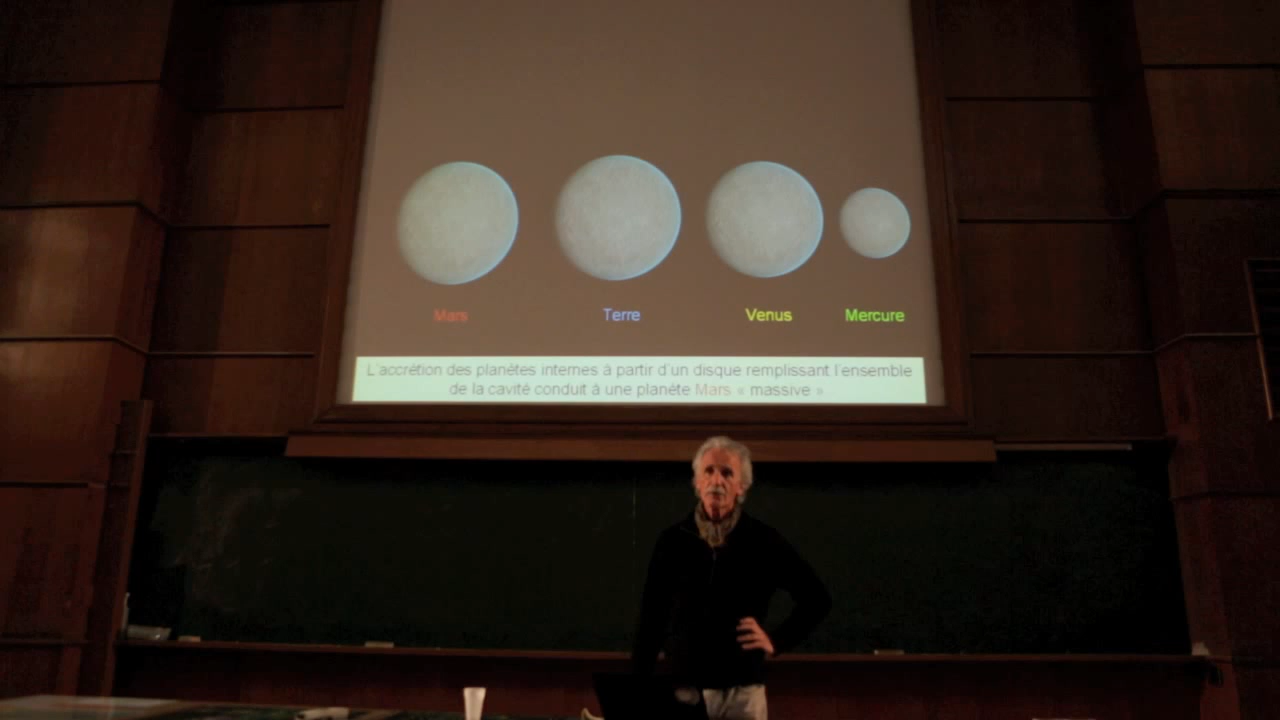 Mars Terre Venus Mercure
L'accrétion des planètes internes à partir d'un disque remplissant l'ensemble
de la cavité conduit à une planète Mars « massive »